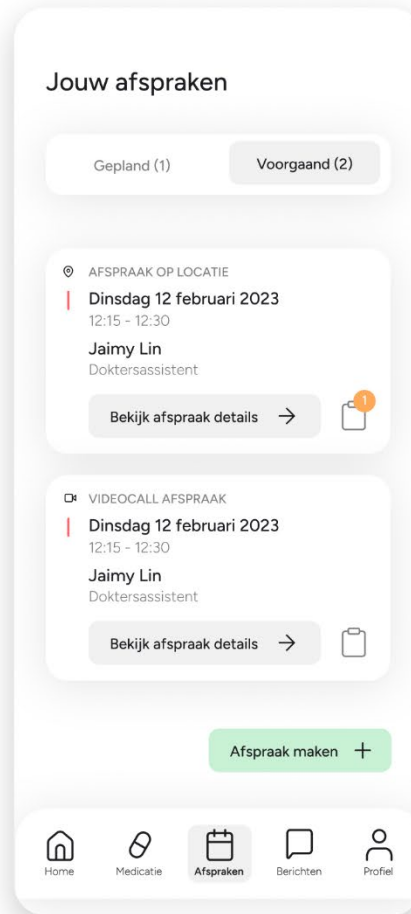 Jouw afspraken
Gepland (1)
Voorgaand (2)
AFSPRAAK OP LOCATIE
Dinsdag 12 februari 2023
12:15 - 12:30
Jaimy Lin
Doktersassistent
Bekijk afspraak details
1
VIDEOCALL AFSPRAAK
Dinsdag 12 februari 2023
12:15 - 12:30
Jaimy Lin
Doktersassistent
Bekijk afspraak details
Afspraak maken
Home
Medicatie
Afspraken
Berichten
Profiel